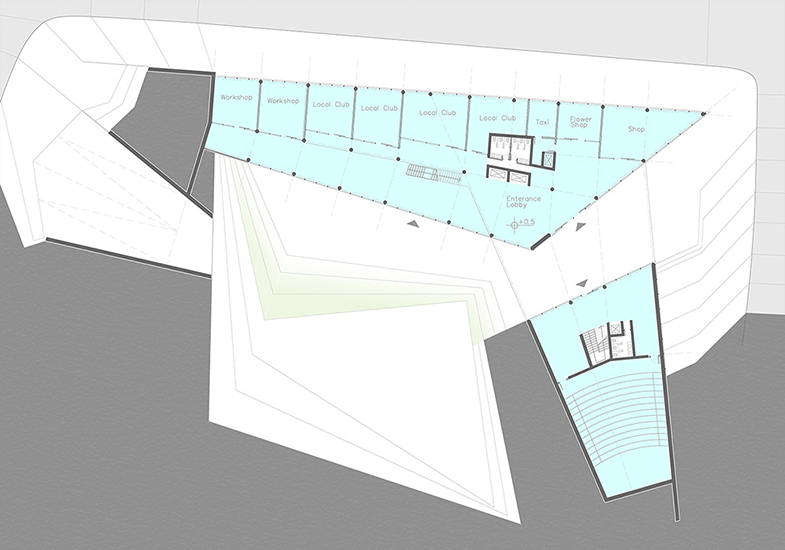 Workshop
Workshop
Local Club
Local Club
Local Club
Local Club
Taxi
Flower
Shop
Shop
Enterance
Lobby
+0.5